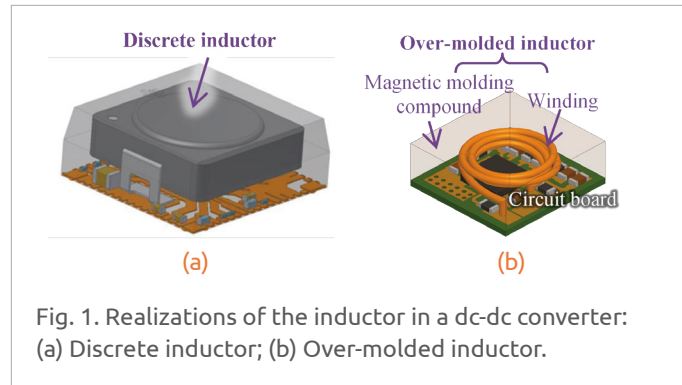 Discrete inductor
Over-molded inductor
Magnetic molding
compound
Winding
Circuit board
(a)
(b)
Fig. 1. Realizations of the inductor in a dc-dc converter:
(a) Discrete inductor; (b) Over-molded inductor.